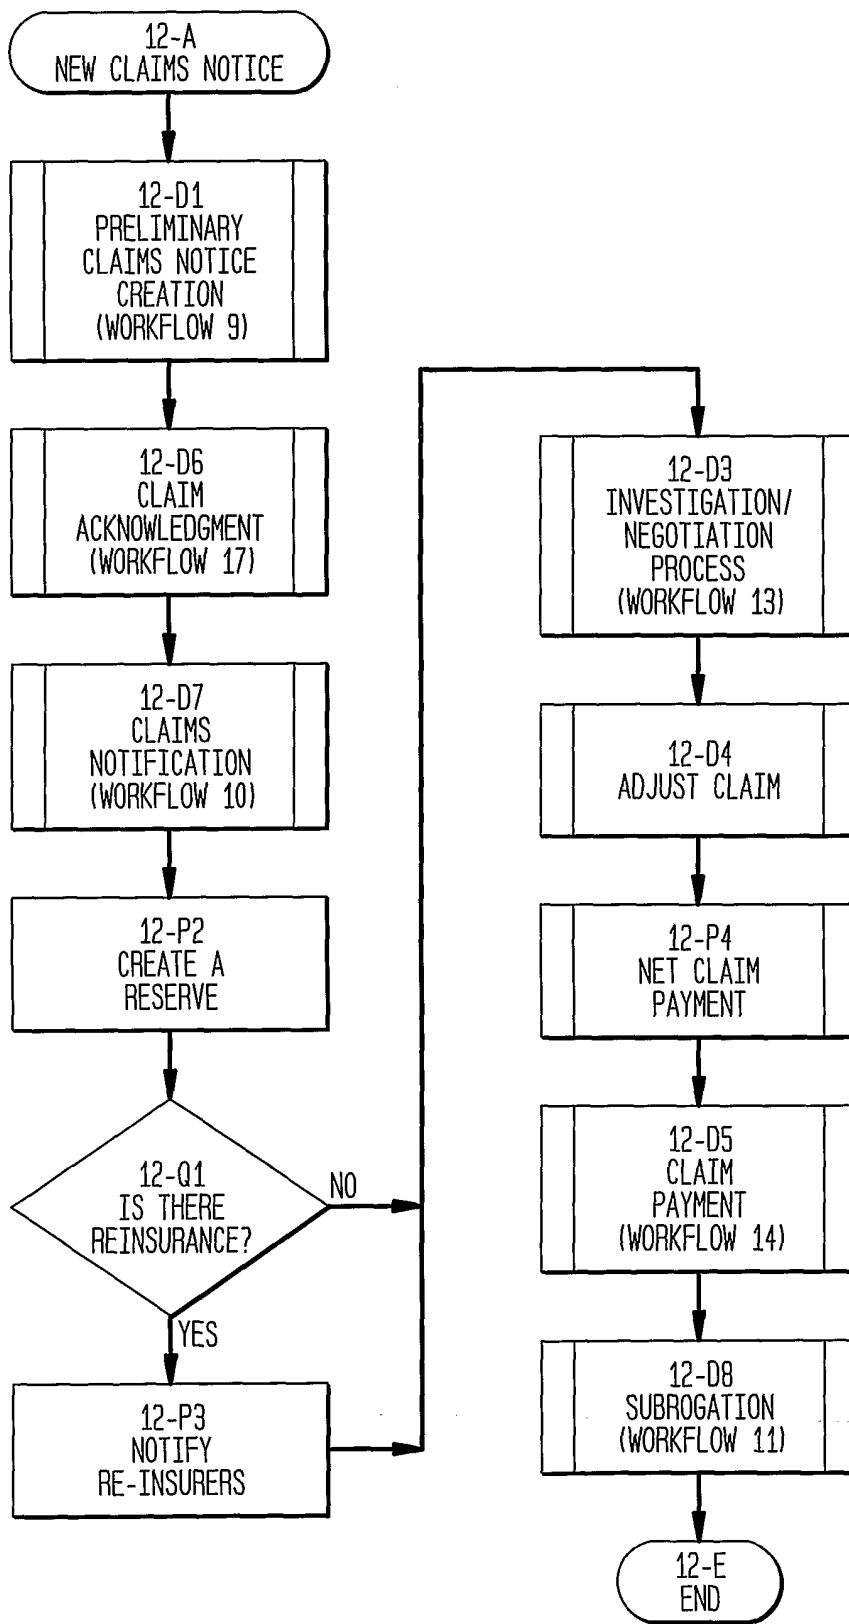 12-A
NEW CLAIMS NOTICE
12-D1
PRELIMINARY
CLAIMS NOTICE
CREATION
(WORKFLOW 9)
12-D6
CLAIM
ACKNOWLEDGMENT
(WORKFLOW 17)
12-D7
CLAIMS
NOTIFICATION
(WORKFLOW 10)
12-P2
CREATE A
RESERVE
12-Q1
IS THERE
REINSURANCE?
NO
YES
12-P3
NOTIFY
RE-INSURERS
12-D3
INVESTIGATION/
NEGOTIATION
PROCESS
(WORKFLOW 13)
12-D4
ADJUST CLAIM
12-P4
NET CLAIM
PAYMENT
12-D5
CLAIM
PAYMENT
(WORKFLOW 14)
12-D8
SUBROGATION
(WORKFLOW 11)
12-E
END